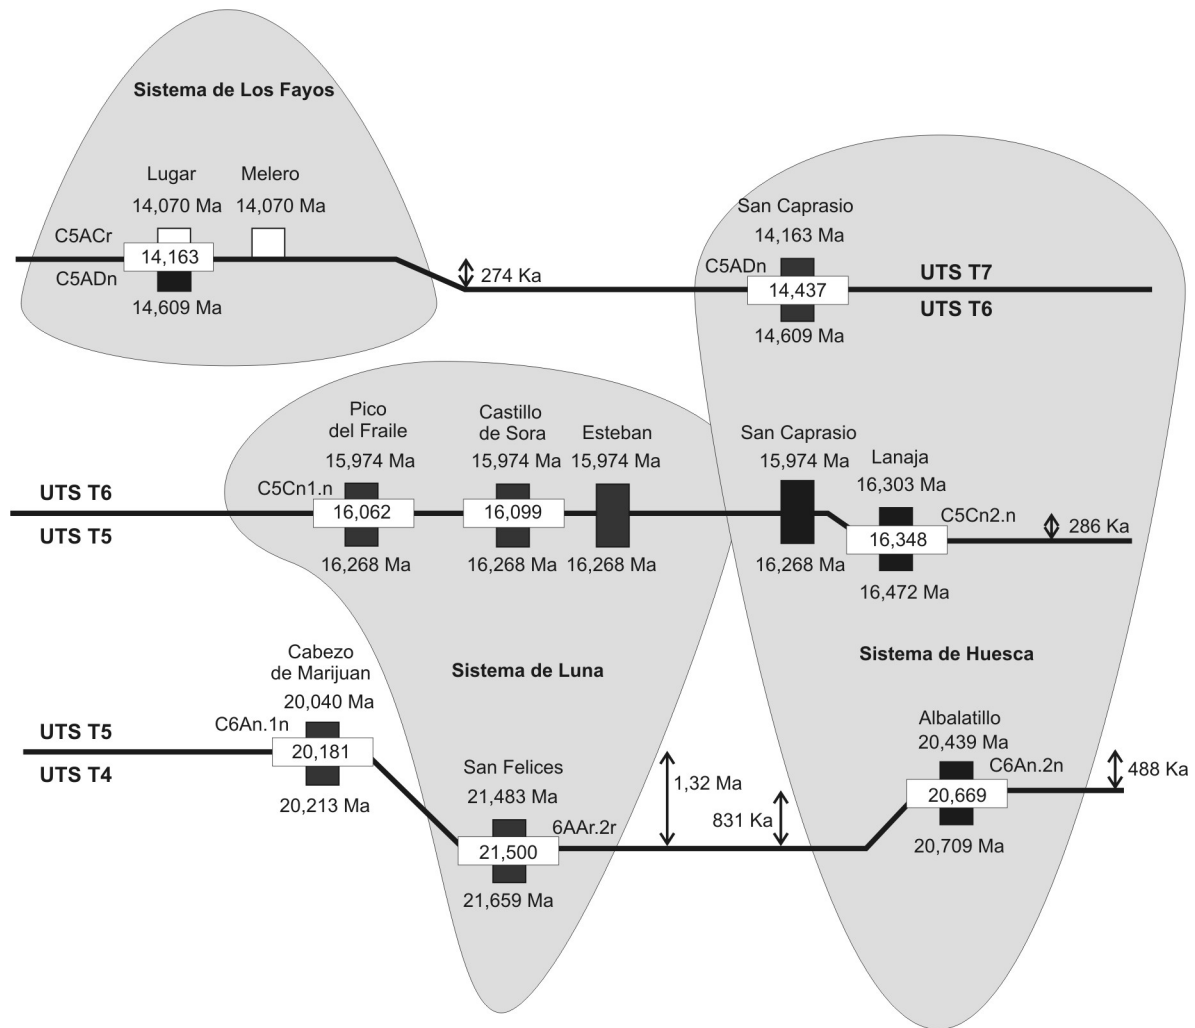 Sistema de Los Fayos
Lugar
14,070 Ma
Melero
14,070 Ma
C5ACr
14,163
C5ADn
14,609 Ma
274 Ka
San Caprasio
14,163 Ma
C5ADn
14,437
14,609 Ma
UTS T7
UTS T6
Pico
del Fraile
15,974 Ma
Castillo
de Sora
15,974 Ma
Esteban
15,974 Ma
San Caprasio
15,974 Ma
Lanaja
16,303 Ma
UTS T6
UTS T5
C5Cn1.n
16,062
16,099
16,348
C5Cn2.n
286 Ka
16,268 Ma
16,268 Ma
16,268 Ma
16,268 Ma
16,472 Ma
Sistema de Luna
Sistema de Huesca
Cabezo
de Marijuan
20,040 Ma
UTS T5
UTS T4
C6An.1n
20,181
20,213 Ma
San Felices
21,483 Ma
6AAr.2r
21,500
21,659 Ma
1,32 Ma
831 Ka
Albalatillo
20,439 Ma
C6An.2n
20,669
20,709 Ma
488 Ka